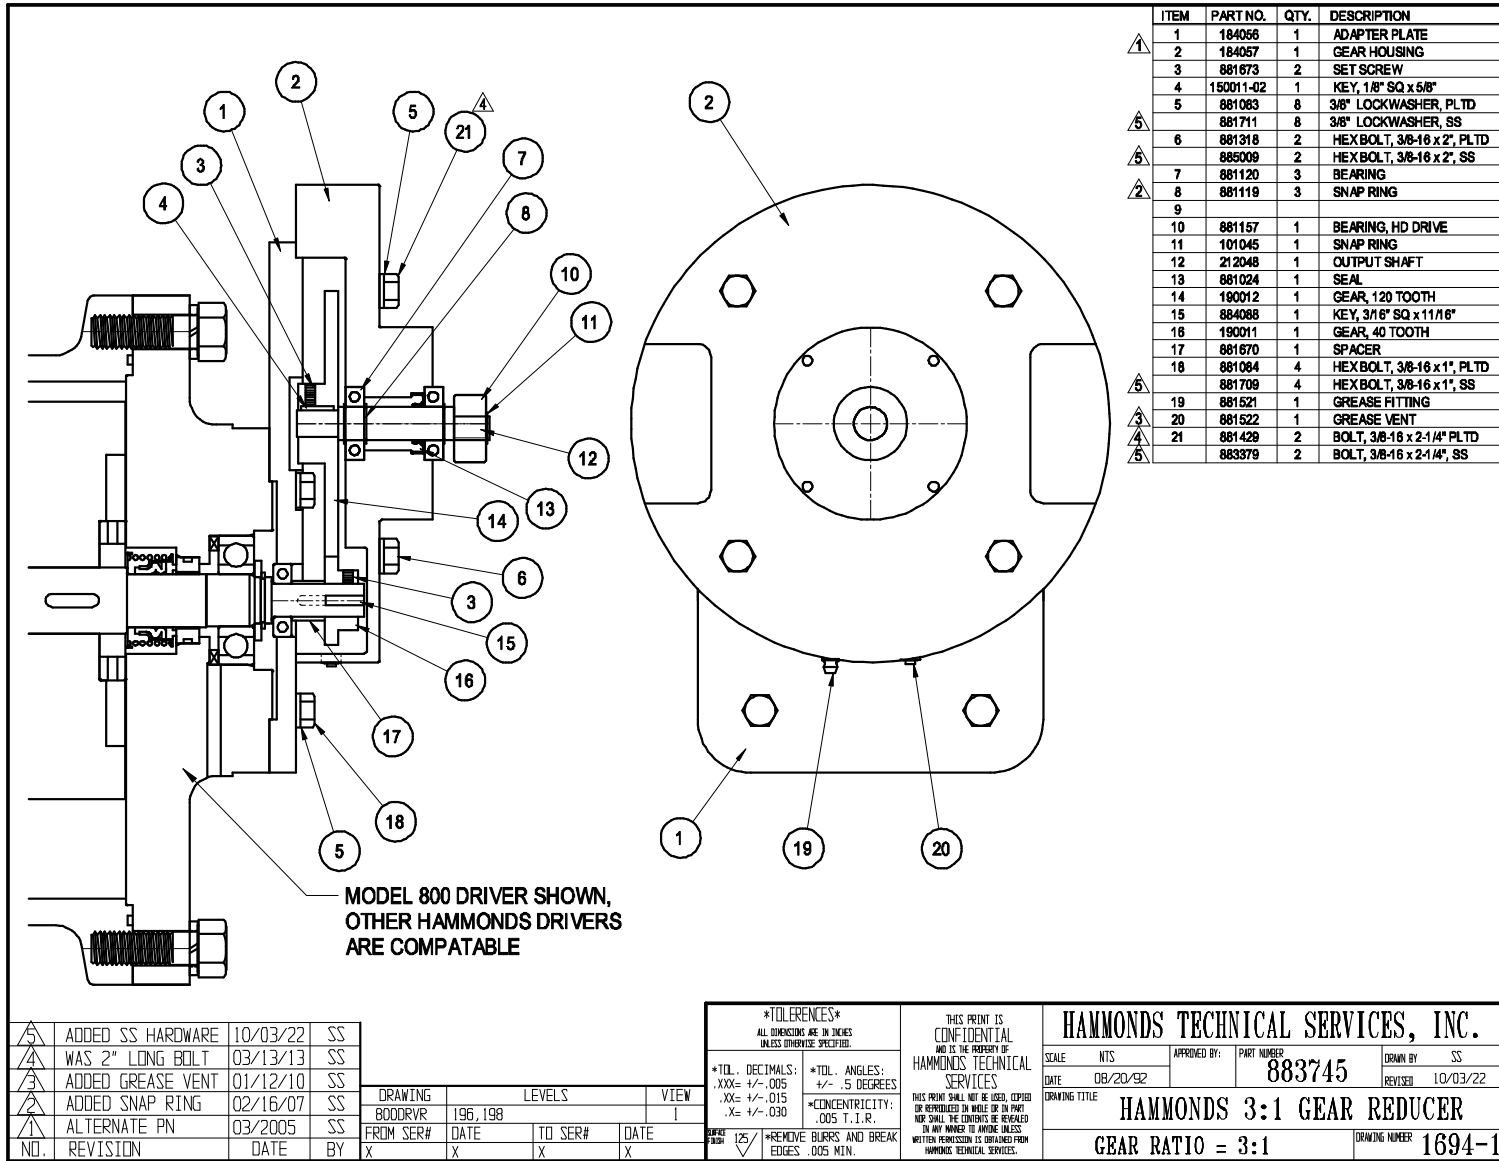 ITEM PART NO. QTY. DESCRIPTION
1 184056 1 ADAPTER PLATE
1
2 184057 1 GEAR HOUSING
3 881673 2 SET SCREW
4 150011-02 1 KEY, 1/8" SQ x 5/8"
5 881083 8 3/8" LOCKWASHER, PLTD
5 881711 8 3/8" LOCKWASHER, SS
6 881318 2 HEX BOLT, 3/8-16 x 2", PLTD
5 885009 2 HEX BOLT, 3/8-16 x 2", SS
7 881120 3 BEARING
2 8 881119 3 SNAP RING
9
10 881157 1 BEARING, HD DRIVE
11 101045 1 SNAP RING
12 212048 1 OUTPUT SHAFT
13 881024 1 SEAL
14 190012 1 GEAR, 120 TOOTH
15 884088 1 KEY, 3/16" SQ x 11/16"
16 190011 1 GEAR, 40 TOOTH
17 881670 1 SPACER
18 881084 4 HEX BOLT, 3/8-16 x 1", PLTD
5 881709 4 HEX BOLT, 3/8-16 x 1", SS
19 881521 1 GREASE FITTING
3 20 881522 1 GREASE VENT
4 21 881429 2 BOLT, 3/8-16 x 2-1/4" PLTD
5 883379 2 BOLT, 3/8-16 x 2-1/4", SS
2
1
5
4
21
3
7
4
8
10
11
12
13
14
6
3
15
16
17
18
5
2
1
19
20
MODEL 800 DRIVER SHOWN,
OTHER HAMMONDS DRIVERS
ARE COMPATABLE
5 ADDED SS HARDWARE 10/03/22 SS
4 WAS 2" LONG BOLT 03/13/13 SS
3 ADDED GREASE VENT 01/12/10 SS
2 ADDED SNAP RING 02/16/07 SS
1 ALTERNATE PN 03/2005 SS
NO. REVISION DATE BY
DRAWING LEVELS VIEW
800DRVR 196,198 1
FROM SER# DATE TO SER# DATE
X X X X
*TOLERENCES*
ALL DIMENSIONS ARE IN INCHES
UNLESS OTHERWISE SPECIFIED.
*TOL. DECIMALS:
.XXX= +/-.005
.XX= +/-.015
.X= +/-.030
*TOL. ANGLES:
+/- .5 DEGREES
*CONCENTRICITY:
.005 T.I.R.
SURFACE
FINISH
125
*REMOVE BURRS AND BREAK
EDGES .005 MIN.
THIS PRINT IS
CONFIDENTIAL
AND IS THE PROPERTY OF
HAMMONDS TECHNICAL
SERVICES
THIS PRINT SHALL NOT BE USED, COPIED
OR REPRODUCED IN WHOLE OR IN PART
NOR SHALL THE CONTENTS BE REVEALED
IN ANY MANNER TO ANYONE UNLESS
WRITTEN PERMISSION IS OBTAINED FROM
HAMMONDS TECHNICAL SERVICES.
HAMMONDS TECHNICAL SERVICES, INC.
SCALE NTS
APPROVED BY:
PART NUMBER 883745
DRAWN BY SS
DATE 08/20/92
REVISED 10/03/22
DRAWING TITLE
HAMMONDS 3:1 GEAR REDUCER
GEAR RATIO = 3:1
DRAWING NUMBER 1694-1